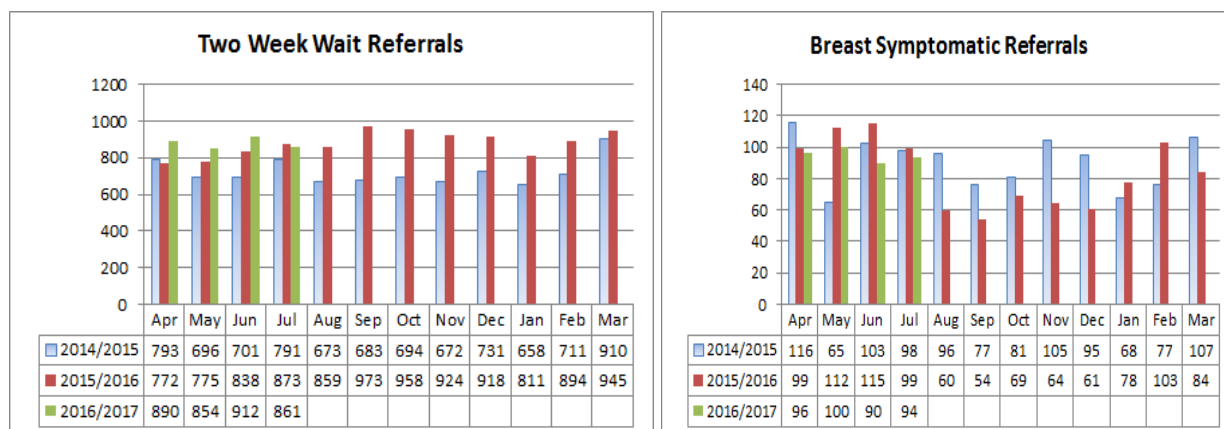 Two Week Wait Referrals
1200
1000
800
600
400
200
0
Apr May Jun Jul Aug Sep Oct Nov Dec Jan Feb Mar
2014/2015 793 696 701 791 673 683 694 672 731 658 711 910
2015/2016 772 775 838 873 859 973 958 924 918 811 894 945
2016/2017 890 854 912 861
Breast Symptomatic Referrals
140
120
100
80
60
40
20
0
Apr May Jun Jul Aug Sep Oct Nov Dec Jan Feb Mar
2014/2015 116 65 103 98 96 77 81 105 95 68 77 107
2015/2016 99 112 115 99 60 54 69 64 61 78 103 84
2016/2017 96 100 90 94